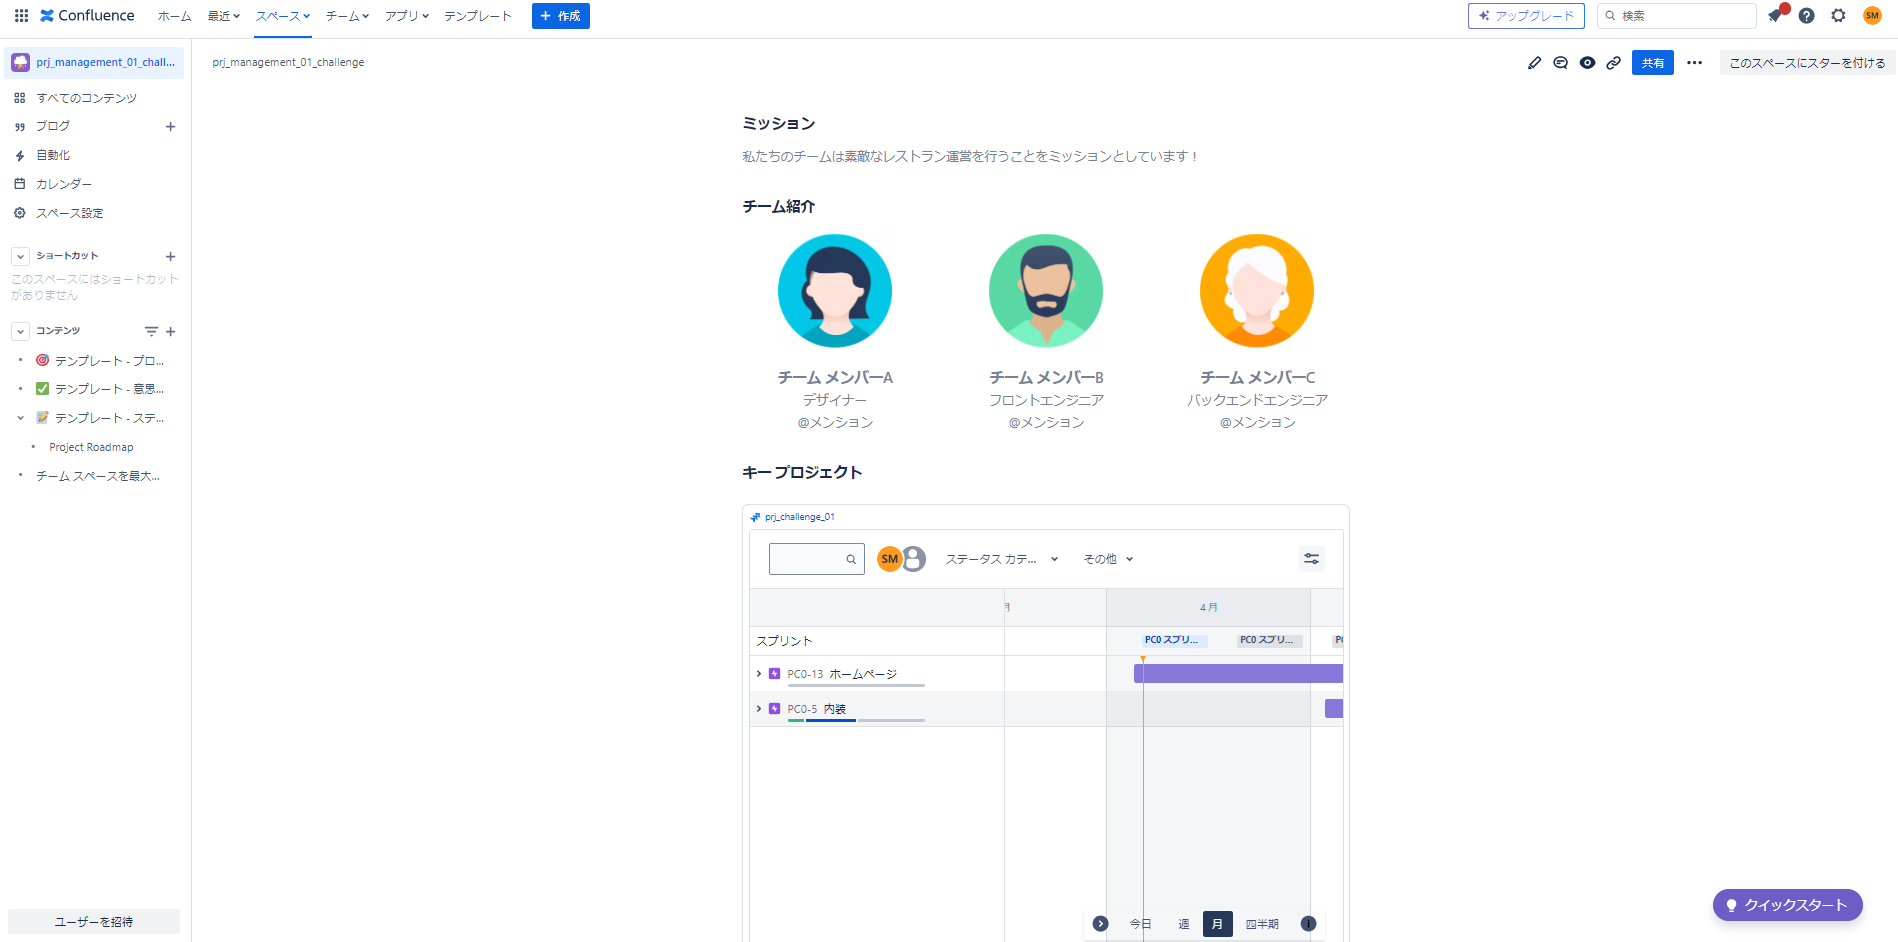 Confluence ホーム 最近 スペース チーム アプリ テンプレート + 作成 アップグレード 検索 SM
prj_management_01_chall...
prj_management_01_challenge
共有
このスペースにスターを付ける
すべてのコンテンツ
ブログ
自動化
カレンダー
スペース設定
ショートカット
このスペースにはショートカット
がありません
コンテンツ
テンプレート - プロ...
テンプレート - 意思...
テンプレート - ステ...
Project Roadmap
チーム スペースを最大...
ユーザーを招待
ミッション
私たちのチームは素敵なレストラン運営を行うことをミッションとしています！
チーム紹介
チーム メンバーA
デザイナー
@メンション
チーム メンバーB
フロントエンジニア
@メンション
チーム メンバーC
バックエンドエンジニア
@メンション
キー プロジェクト
prj_challenge_01
SM ステータス カテ... その他
月 4 月
スプリント PC0 スプリ... PC0 スプリ...
PC0-13 ホームページ
PC0-5 内装
今日 週 月 四半期
クイックスタート